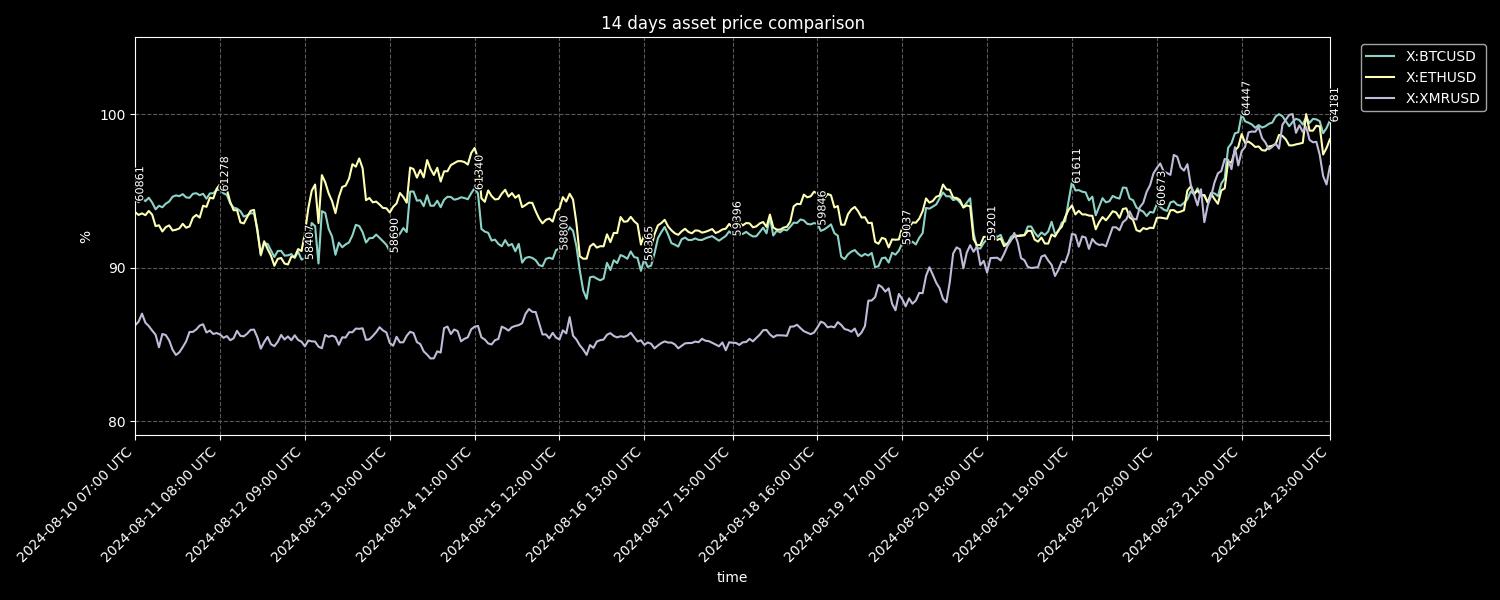 14 days asset price comparison
X:BTCUSD
X:ETHUSD
X:XMRUSD
%
100
90
80
60861
61278
58690
61340
58800
58365
59396
59846
59037
59201
61611
60673
64447
64181
2024-08-10 07:00 UTC
2024-08-11 08:00 UTC
2024-08-12 09:00 UTC
2024-08-13 10:00 UTC
2024-08-14 11:00 UTC
2024-08-15 12:00 UTC
2024-08-16 13:00 UTC
2024-08-17 15:00 UTC
2024-08-18 16:00 UTC
2024-08-19 17:00 UTC
2024-08-20 18:00 UTC
2024-08-21 19:00 UTC
2024-08-22 20:00 UTC
2024-08-23 21:00 UTC
2024-08-24 23:00 UTC
time